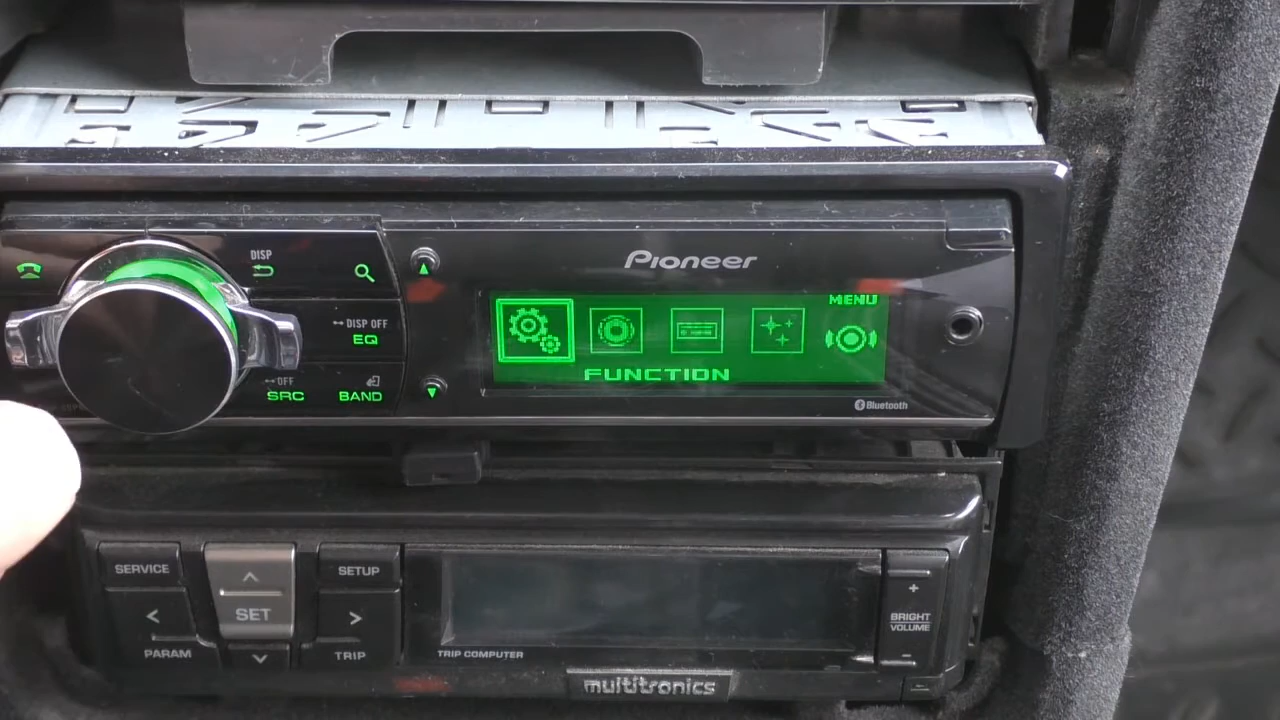 DISP
Pioneer
MENU
DISP OFF
EQ
FUNCTION
OFF
SRC
BAND
Bluetooth
SERVICE
SETUP
SET
BRIGHT
VOLUME
PARAM
TRIP
TRIP COMPUTER
multitronics